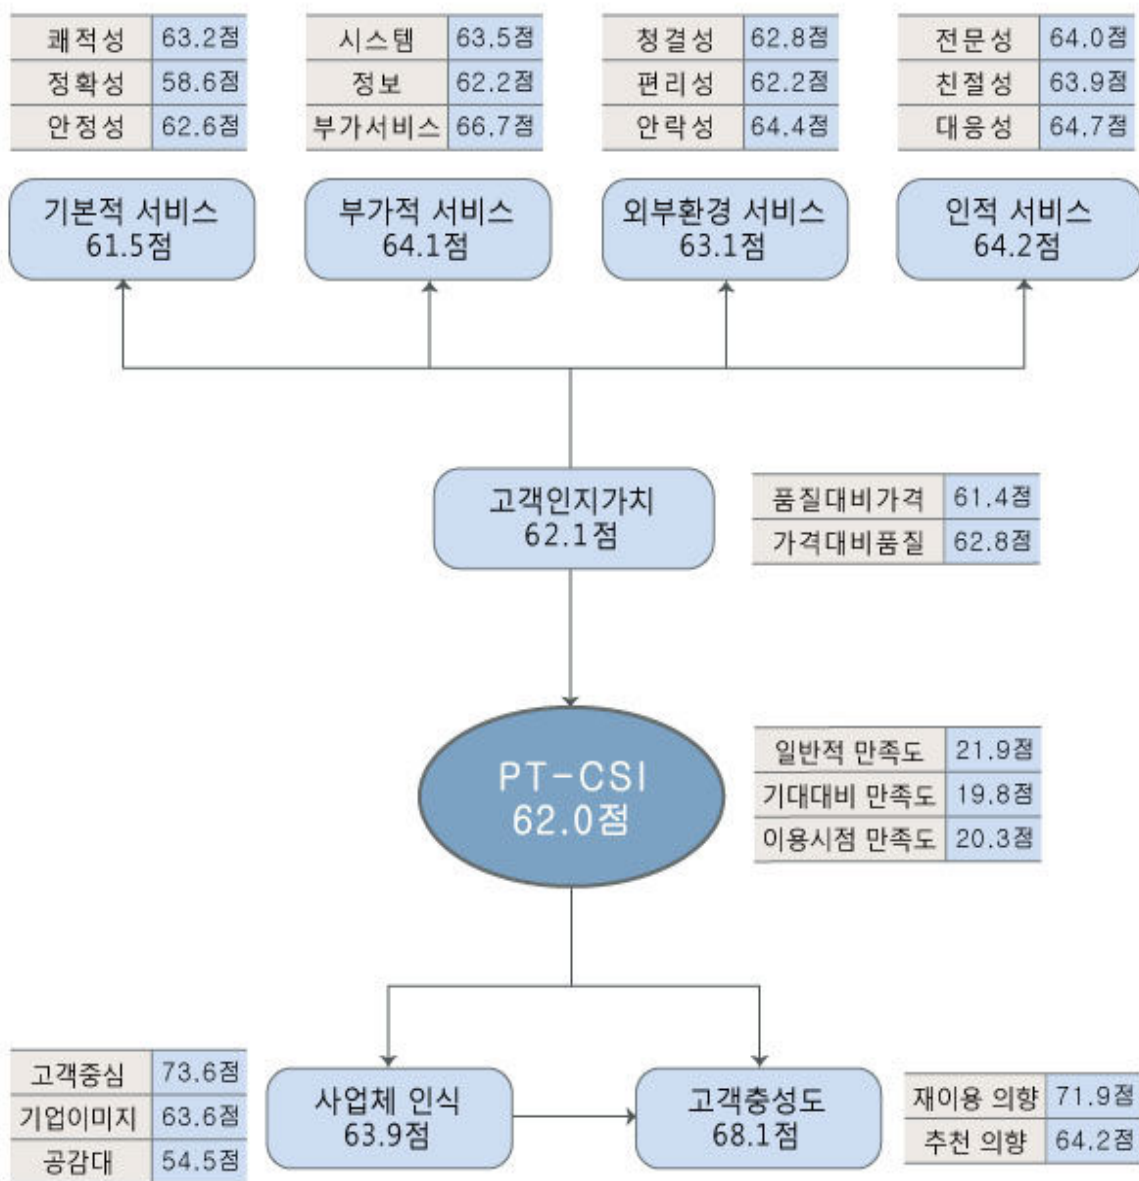 쾌적성 63.2점
정확성 58.6점
안정성 62.6점
시스템 63.5점
정보 62.2점
부가서비스 66.7점
청결성 62.8점
편리성 62.2점
안락성 64.4점
전문성 64.0점
친절성 63.9점
대응성 64.7점
기본적 서비스
61.5점
부가적 서비스
64.1점
외부환경 서비스
63.1점
인적 서비스
64.2점
고객인지가치
62.1점
품질대비가격 61.4점
가격대비품질 62.8점
PT-CSI
62.0점
일반적 만족도 21.9점
기대대비 만족도 19.8점
이용시점 만족도 20.3점
고객중심 73.6점
기업이미지 63.6점
공감대 54.5점
사업체 인식
63.9점
고객충성도
68.1점
재이용 의향 71.9점
추천 의향 64.2점